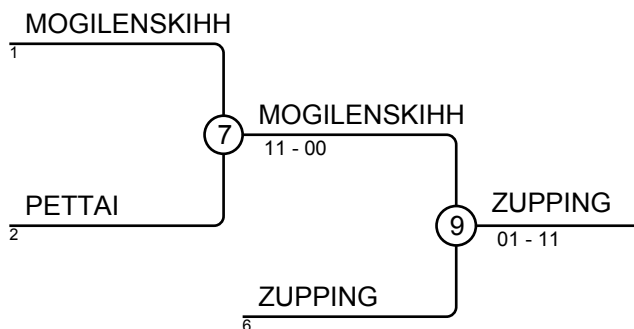 MOGILENSKIHH
1
7
MOGILENSKIHH
11 - 00
PETTAI
2
9
ZUPPING
01 - 11
ZUPPING
6